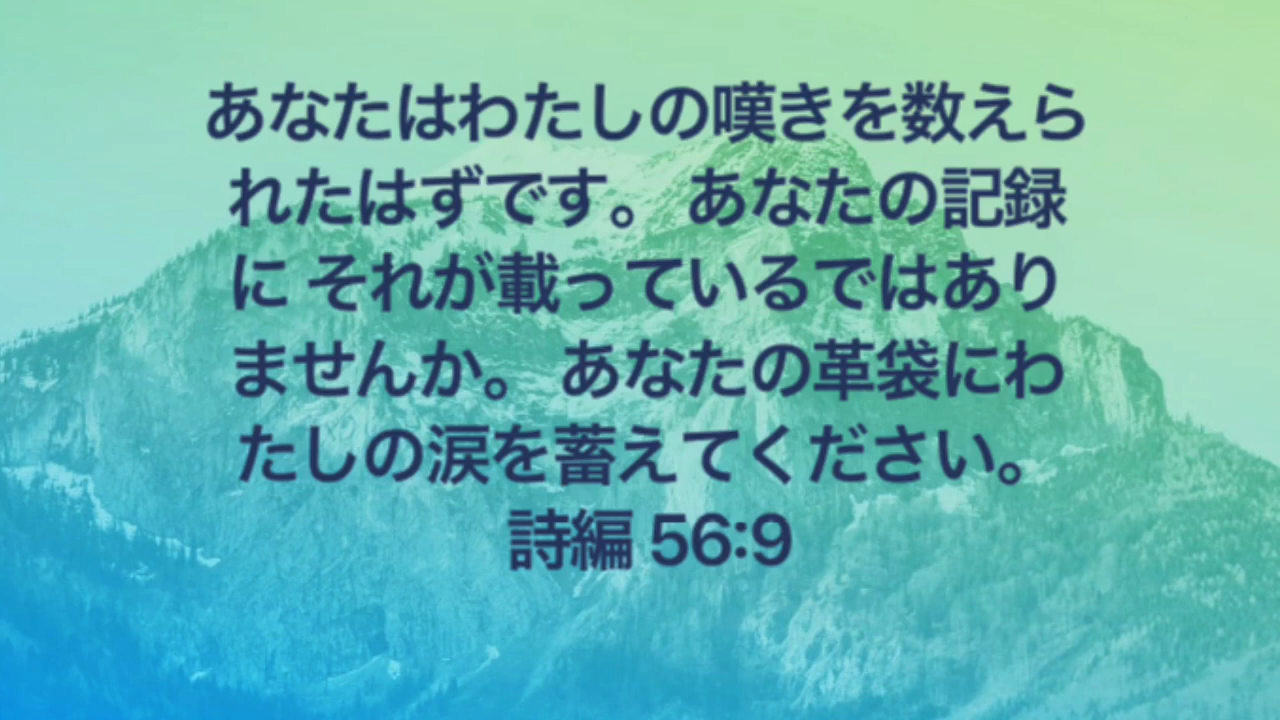 あなたはわたしの嘆きを数えら
れたはずです。 あなたの記録
に それが載っているではあり
ませんか。 あなたの革袋にわ
たしの涙を蓄えてください。
詩編 56:9